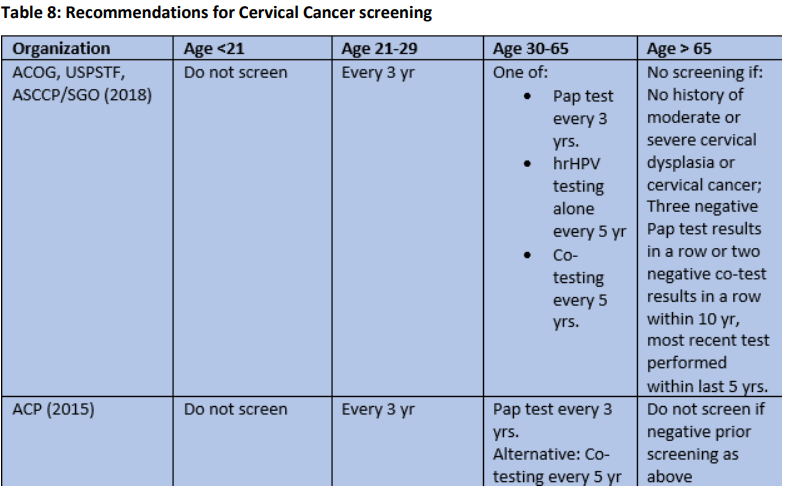 Table 8: Recommendations for Cervical Cancer screening
Organization
Age <21
Age 21-29
Age 30-65
Age > 65
ACOG, USPSTF,
ASCCP/SGO (2018)
Do not screen
Every 3 yr
One of:
• Pap test
every 3
yrs.
• hrHPV
testing
alone
every 5 yr
• Co-
testing
every 5
yrs.
No screening if:
No history of
moderate or
severe cervical
dysplasia or
cervical cancer;
Three negative
Pap test results
in a row or two
negative co-test
results in a row
within 10 yr,
most recent test
performed
within last 5 yrs.
ACP (2015)
Do not screen
Every 3 yr
Pap test every 3
yrs.
Alternative: Co-
testing every 5 yr
Do not screen if
negative prior
screening as
above